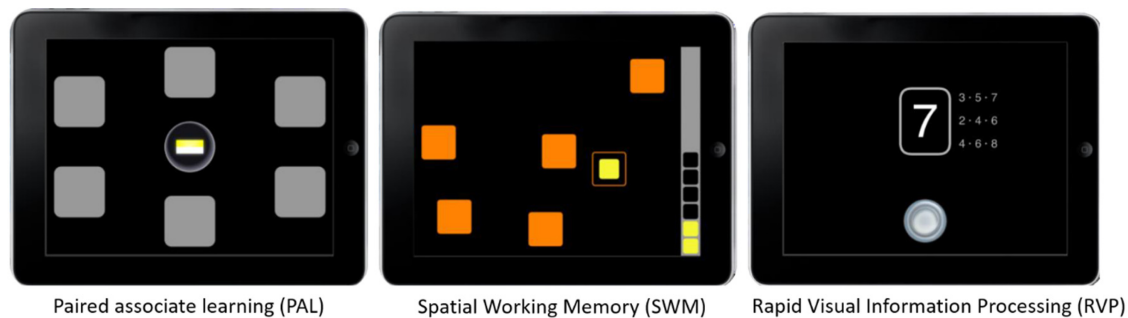 7
3·5·7
2·4·6
4·6·8
Paired associate learning (PAL)
Spatial Working Memory (SWM)
Rapid Visual Information Processing (RVP)